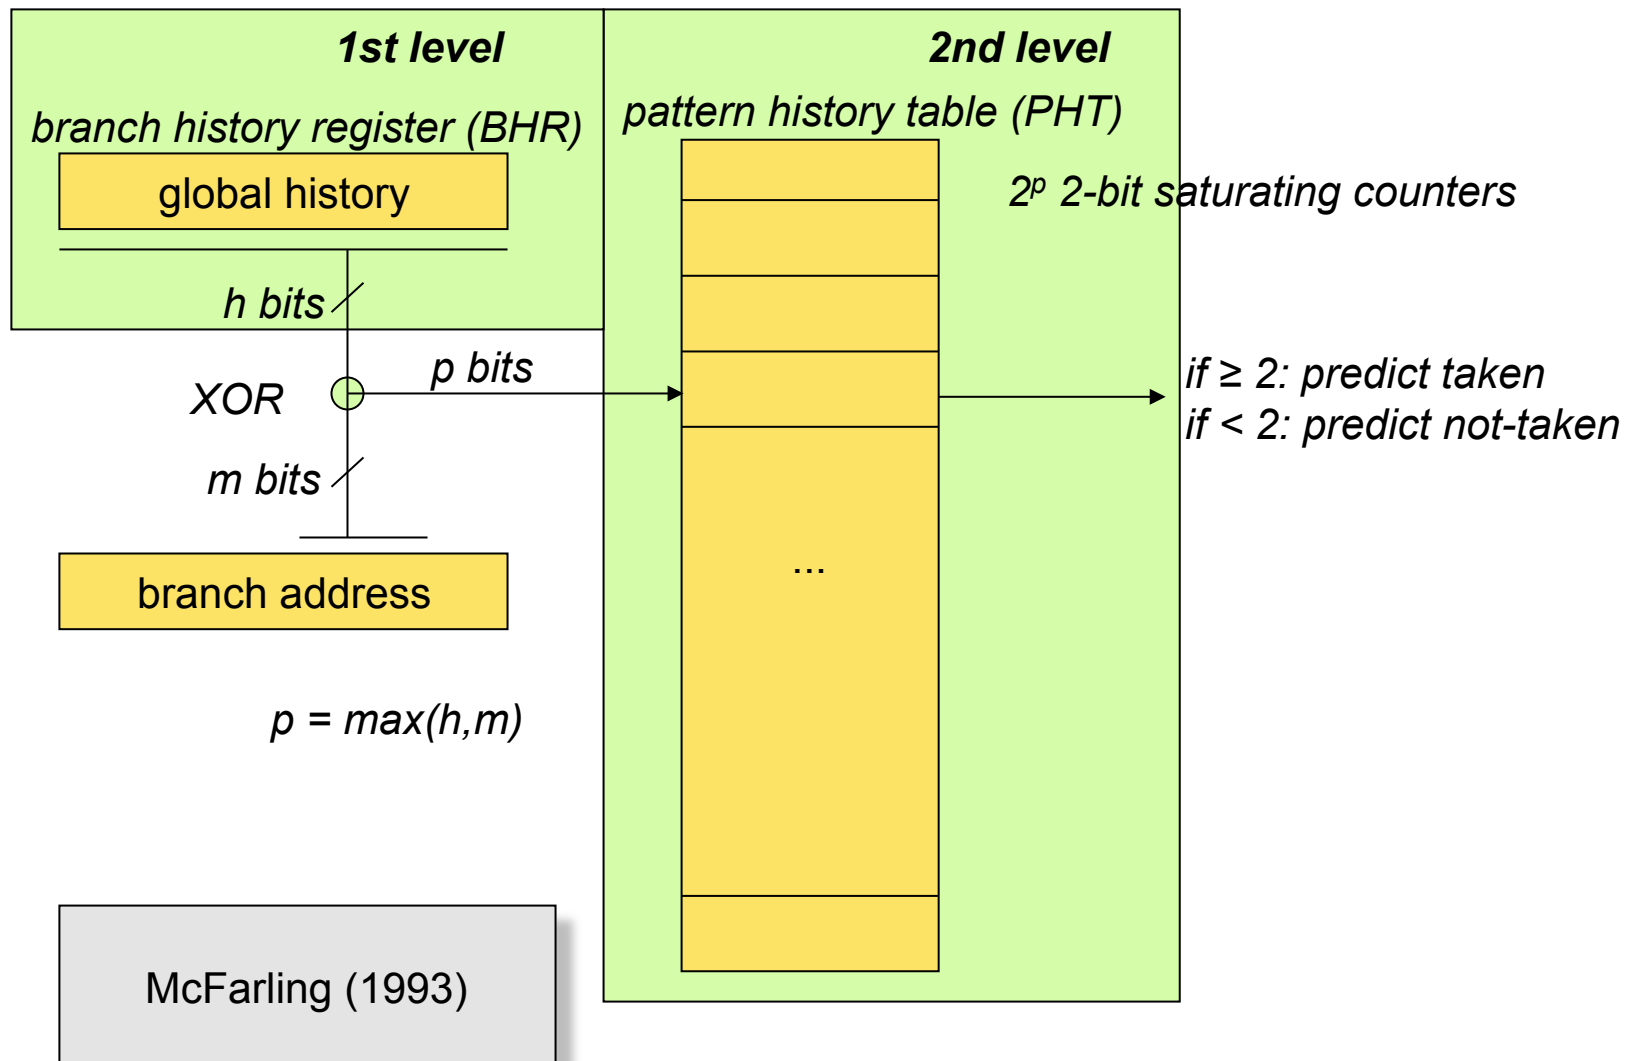 1st level
branch history register (BHR)
global history
h bits
XOR
p bits
m bits
branch address
p = max(h,m)
McFarling (1993)
2nd level
pattern history table (PHT)
2ᵖ 2-bit saturating counters
...
if ≥ 2: predict taken
if < 2: predict not-taken